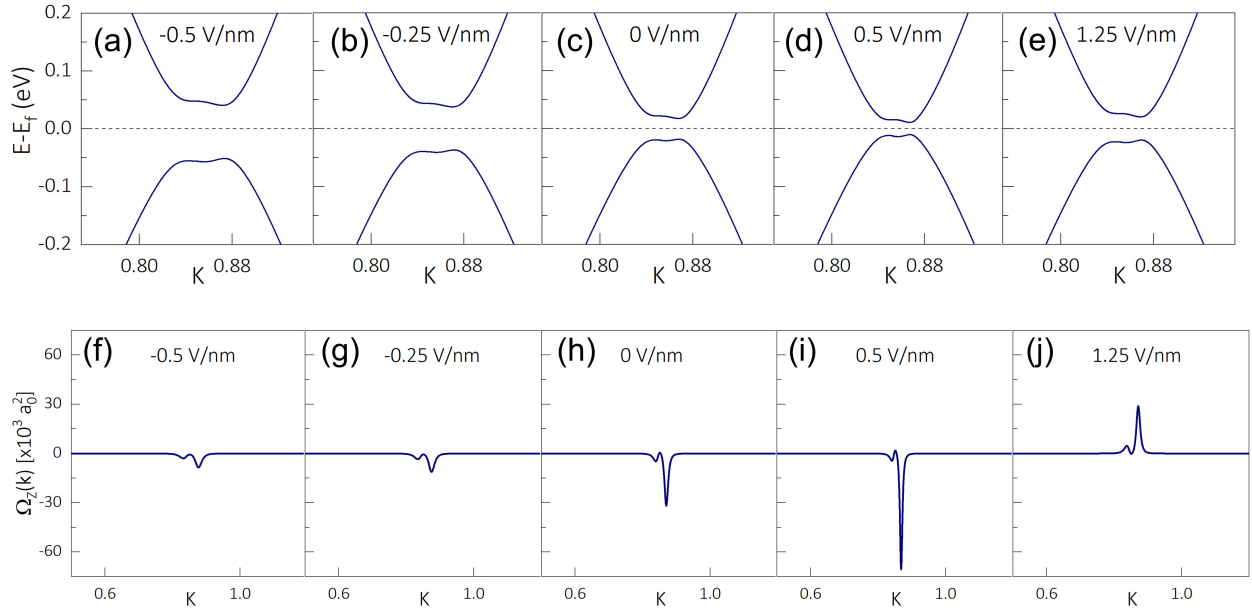 (a) -0.5 V/nm (b) -0.25 V/nm (c) 0 V/nm (d) 0.5 V/nm (e) 1.25 V/nm
E-E_f (eV)
0.2
0.1
0.0
-0.1
-0.2
0.80 0.88 0.80 0.88 0.80 0.88 0.80 0.88 0.80 0.88
K K K K K
(f) -0.5 V/nm (g) -0.25 V/nm (h) 0 V/nm (i) 0.5 V/nm (j) 1.25 V/nm
Ω_Z(k) [x10³ a₀²]
60
30
0
-30
-60
0.6 1.0 0.6 1.0 0.6 1.0 0.6 1.0 0.6 1.0
K K K K K